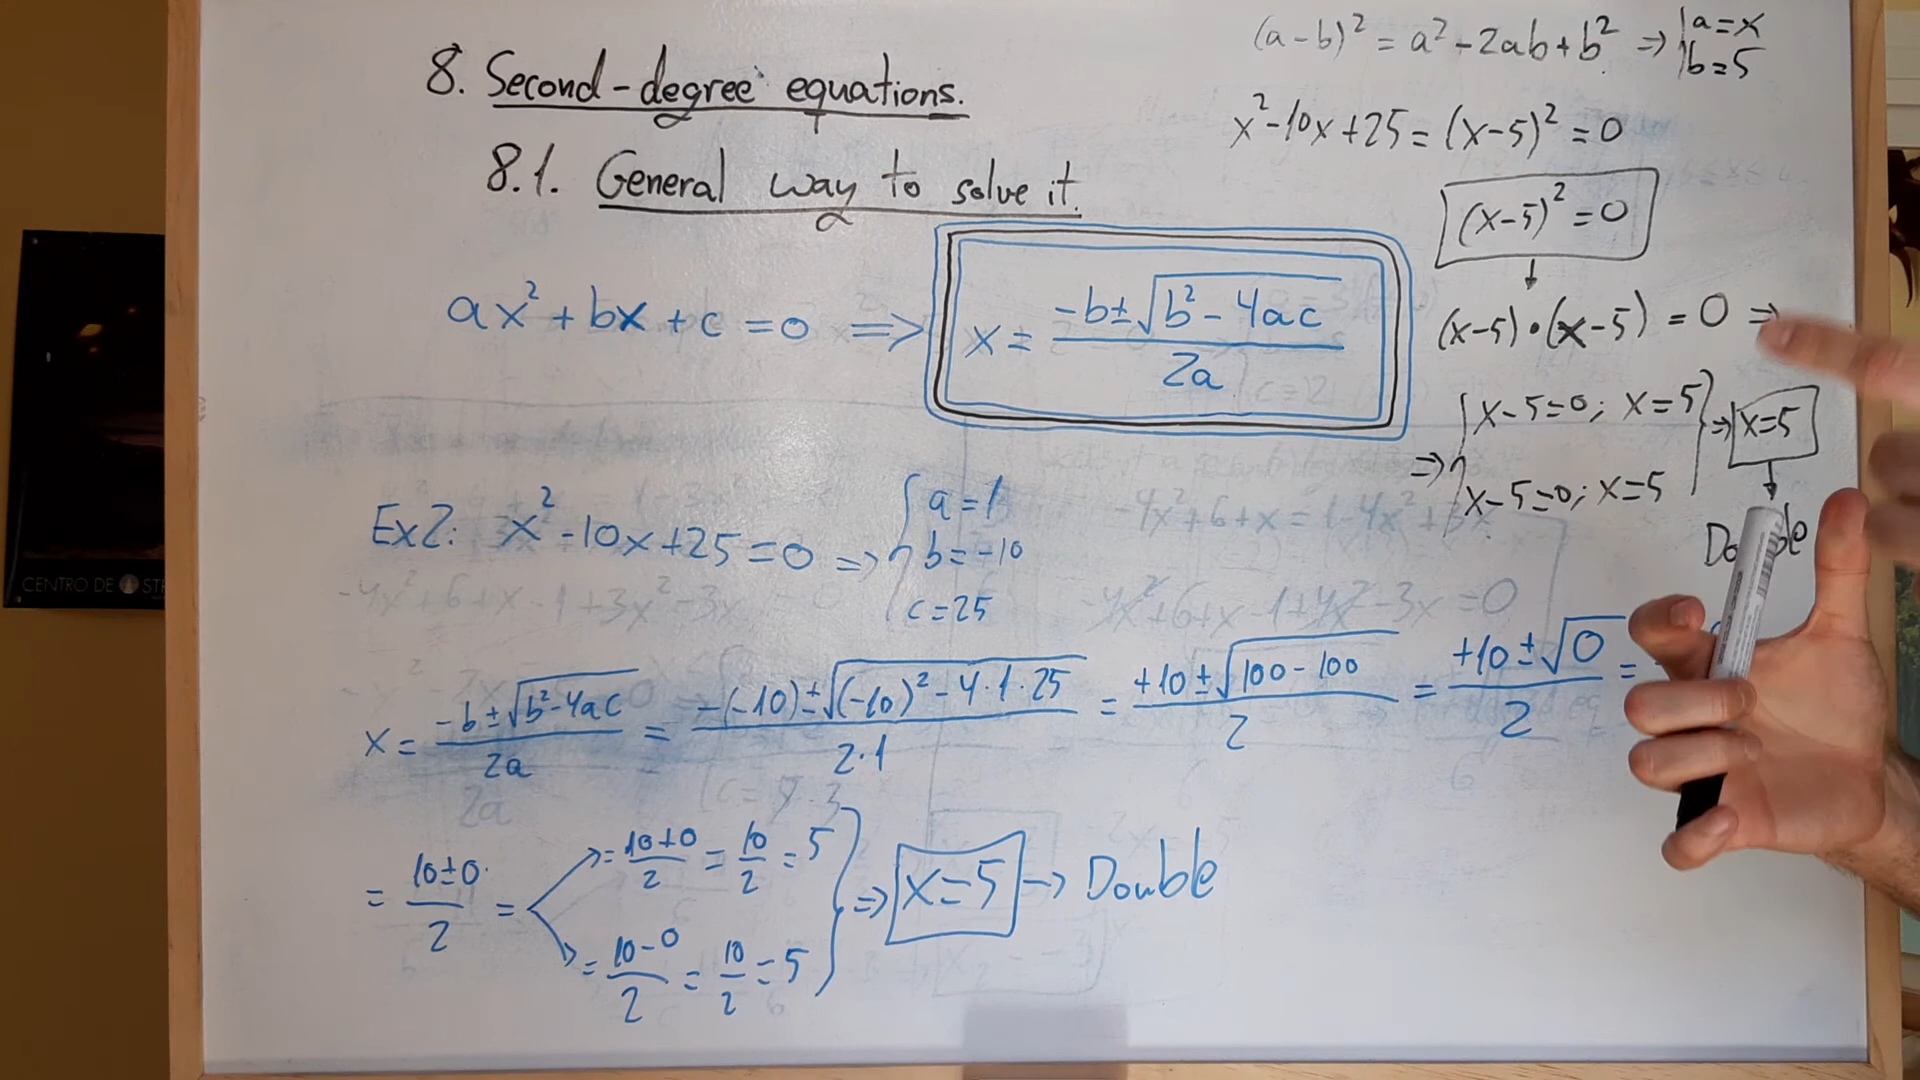 8. Second-degree equations.
8.1. General way to solve it.
ax² + bx + c = 0 => x = (-b ± √(b² - 4ac)) / 2a
Ex2: x² - 10x + 25 = 0 => { a = 1
b = -10
c = 25
x = (-b ± √(b² - 4ac)) / 2a = (-(-10) ± √((-10)² - 4·1·25)) / 2·1 = (+10 ± √(100 - 100)) / 2 = (+10 ± √0) / 2 =
= (10 ± 0) / 2 =
= (10+0)/2 = 10/2 = 5
= (10-0)/2 = 10/2 = 5
=> x = 5 -> Double
(a-b)² = a² - 2ab + b² => | a = x
| b = 5
x² - 10x + 25 = (x-5)² = 0
(x-5)² = 0
(x-5)·(x-5) = 0 =>
=> { x-5=0; x=5
x-5=0; x=5 } => x=5
CENTRO DE